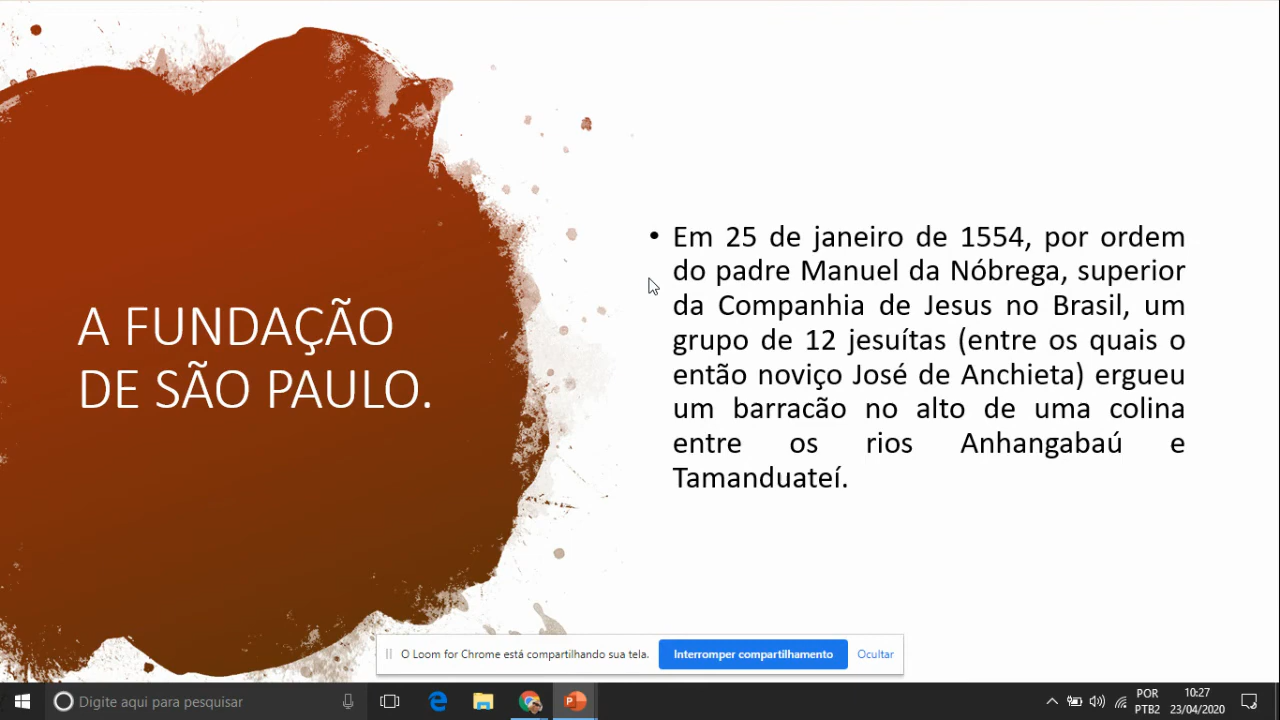 A FUNDAÇÃO
DE SÃO PAULO.
• Em 25 de janeiro de 1554, por ordem
do padre Manuel da Nóbrega, superior
da Companhia de Jesus no Brasil, um
grupo de 12 jesuítas (entre os quais o
então noviço José de Anchieta) ergueu
um barracão no alto de uma colina
entre os rios Anhangabaú e
Tamanduateí.
O Loom for Chrome está compartilhando sua tela.
Interromper compartilhamento
Ocultar
Digite aqui para pesquisar
POR
PTB2
10:27
23/04/2020